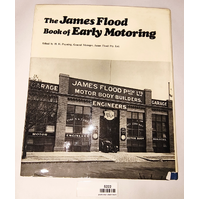 The James Flood
Book of Early Motoring
JAMES FLOOD PTY LTD
MOTOR BODY BUILDERS.
GARAGE
GARAGE
ENGINEERS